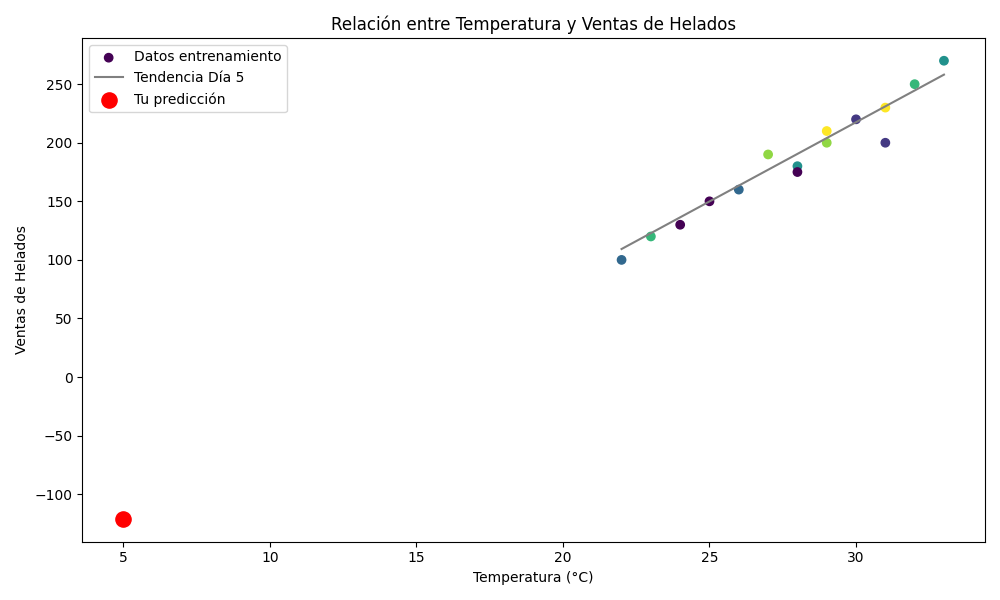 Relación entre Temperatura y Ventas de Helados
Datos entrenamiento
Tendencia Día 5
Tu predicción
Ventas de Helados
250
200
150
100
50
0
−50
−100
5 10 15 20 25 30
Temperatura (°C)